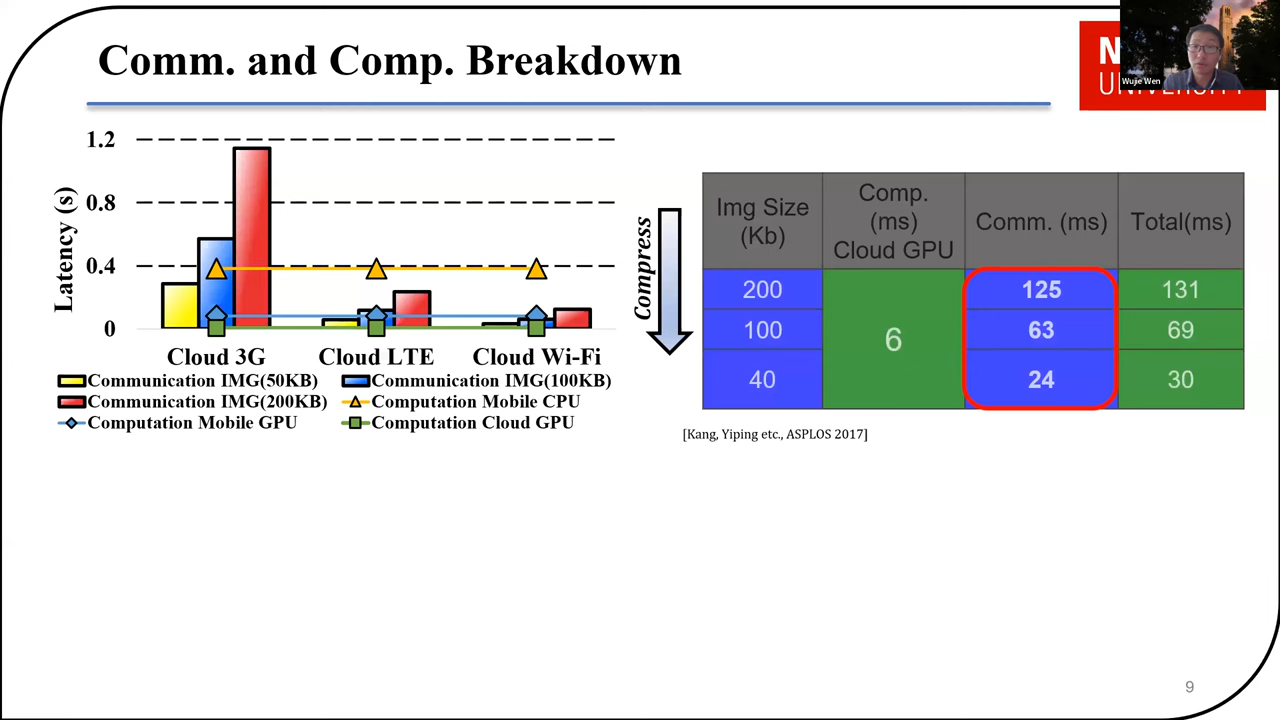 Comm. and Comp. Breakdown
N
UNIVERSITY
Wujie Wen
1.2
0.8
0.4
0
Latency (s)
Cloud 3G Cloud LTE Cloud Wi-Fi
Communication IMG(50KB) Communication IMG(100KB)
Communication IMG(200KB) Computation Mobile CPU
Computation Mobile GPU Computation Cloud GPU
Compress
Img Size (Kb) Comp. (ms) Cloud GPU Comm. (ms) Total(ms)
200 6 125 131
100 63 69
40 24 30
[Kang, Yiping etc., ASPLOS 2017]
9